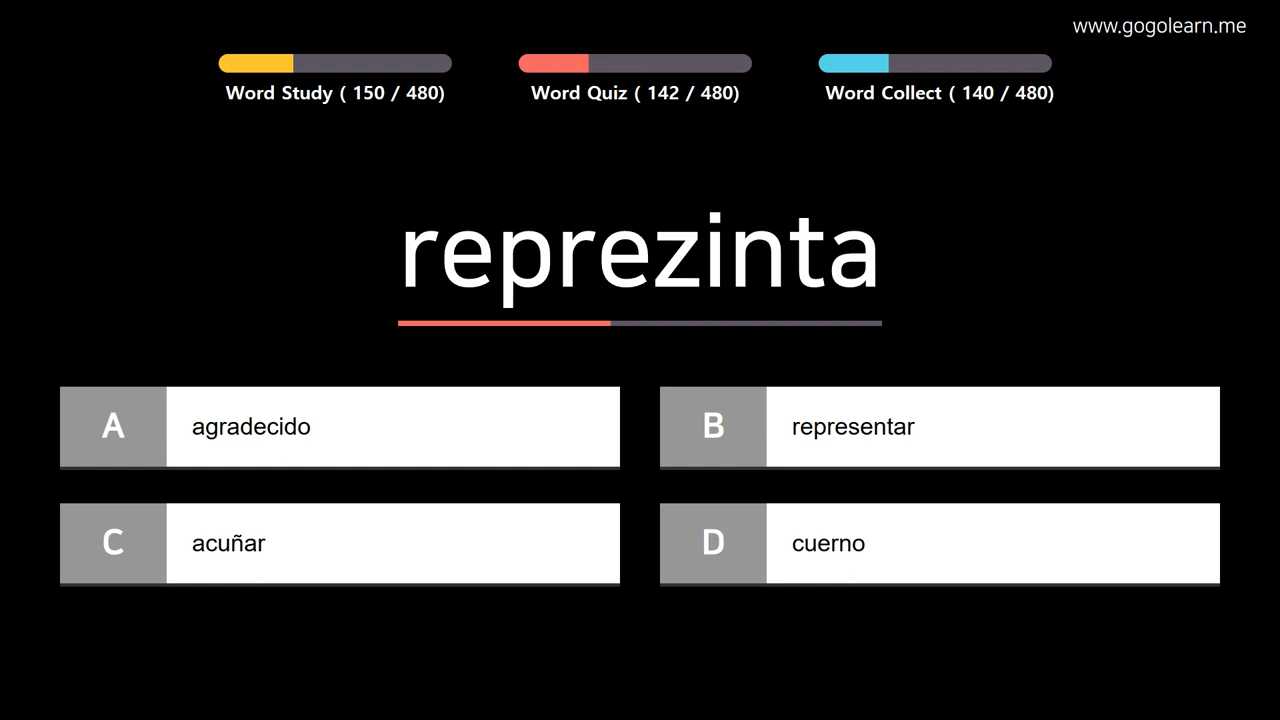 www.gogolearn.me
Word Study ( 150 / 480)
Word Quiz ( 142 / 480)
Word Collect ( 140 / 480)
reprezinta
A agradecido
B representar
C acuñar
D cuerno